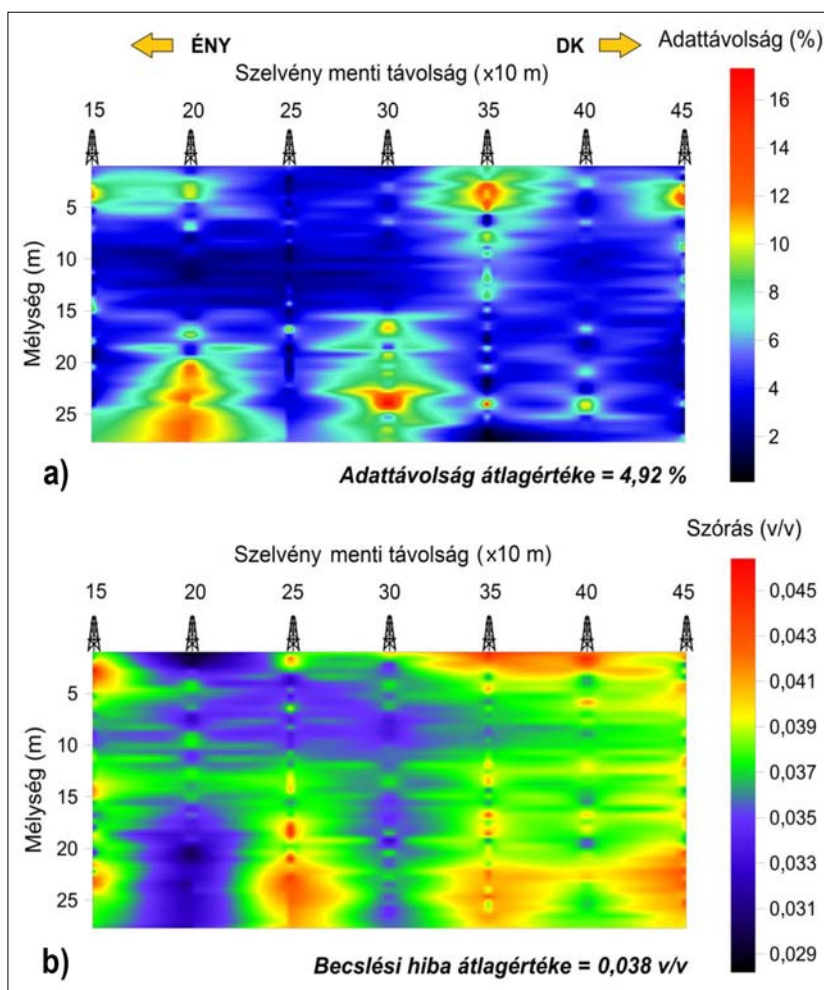 ÉNY DK Adattávolság (%)
Szelvény menti távolság (x10 m)
15 20 25 30 35 40 45
16
14
12
10
8
6
4
2
Mélység (m)
5
10
15
20
25
a)
Adattávolság átlagértéke = 4,92 %
Szórás (v/v)
Szelvény menti távolság (x10 m)
15 20 25 30 35 40 45
0,045
0,043
0,041
0,039
0,037
0,035
0,033
0,031
0,029
Mélység (m)
5
10
15
20
25
b)
Becslési hiba átlagértéke = 0,038 v/v